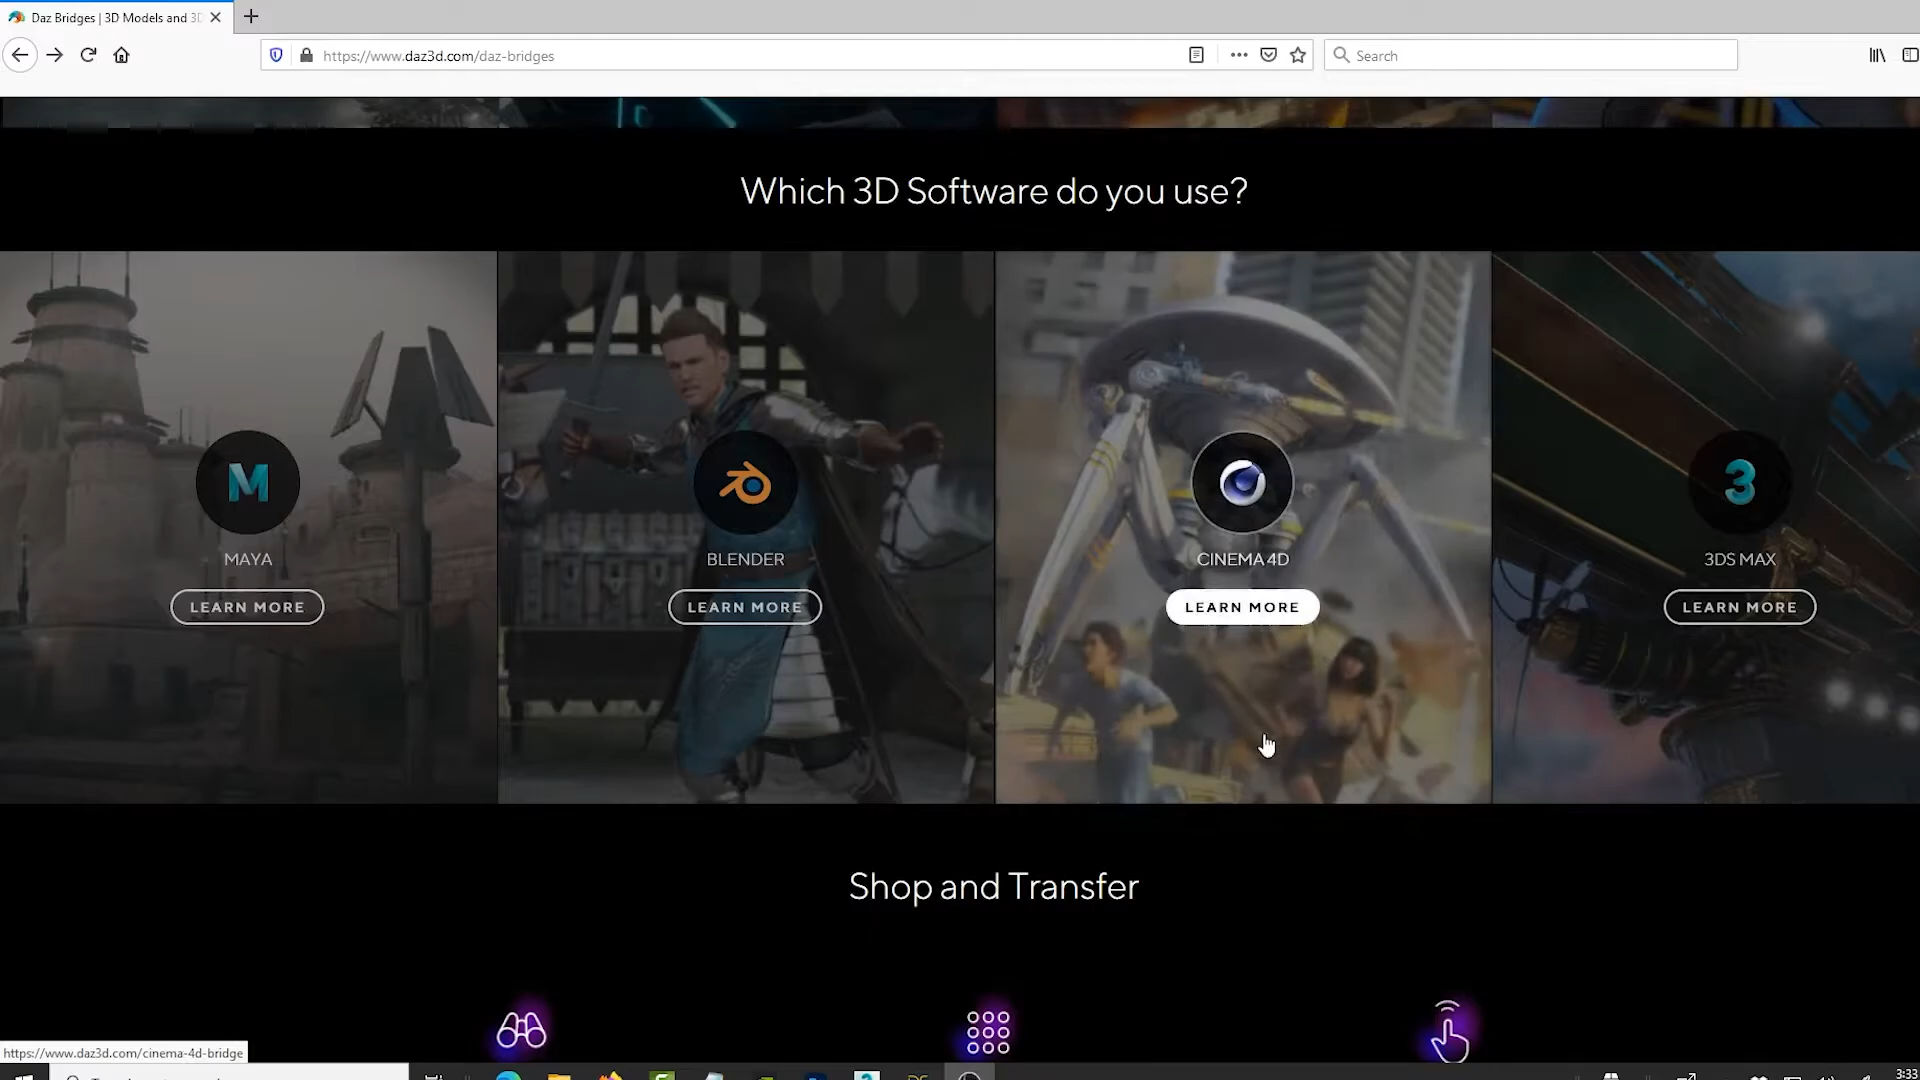 Daz Bridges | 3D Models and 3D
https://www.daz3d.com/daz-bridges
Search
Which 3D Software do you use?
MAYA
LEARN MORE
BLENDER
LEARN MORE
CINEMA 4D
LEARN MORE
3DS MAX
LEARN MORE
Shop and Transfer
https://www.daz3d.com/cinema-4d-bridge
3:33